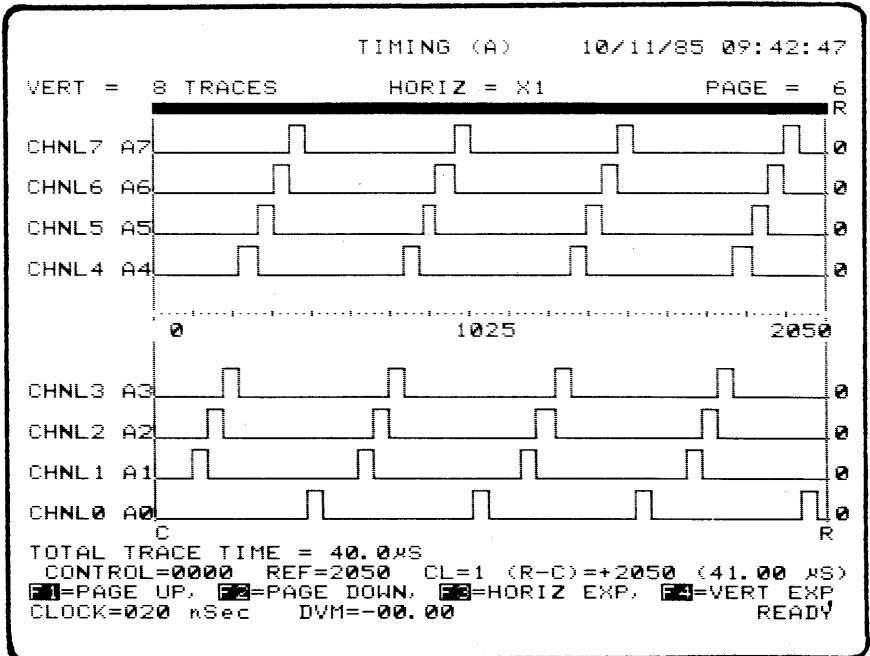 TIMING (A) 10/11/85 09:42:47
VERT = 8 TRACES HORIZ = X1 PAGE = 6
R
CHNL7 A7 0
CHNL6 A6 0
CHNL5 A5 0
CHNL4 A4 0
0 1025 2050
CHNL3 A3 0
CHNL2 A2 0
CHNL1 A1 0
CHNL0 A0 0
C R
TOTAL TRACE TIME = 40.0µS
CONTROL=0000 REF=2050 CL=1 (R-C)=+2050 (41.00 µS)
F1=PAGE UP, F2=PAGE DOWN, F3=HORIZ EXP, F4=VERT EXP
CLOCK=020 nSec DVM=-00.00 READY